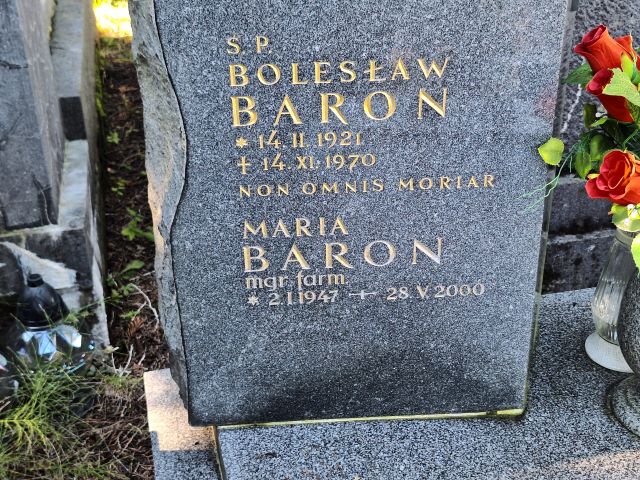 Ś.P.
BOLESŁAW
BARON
* 14. II. 1921.
† 14. XI. 1970
NON OMNIS MORIAR
MARIA
BARON
mgr. farm.
* 2.I.1947 † 28.V.2000